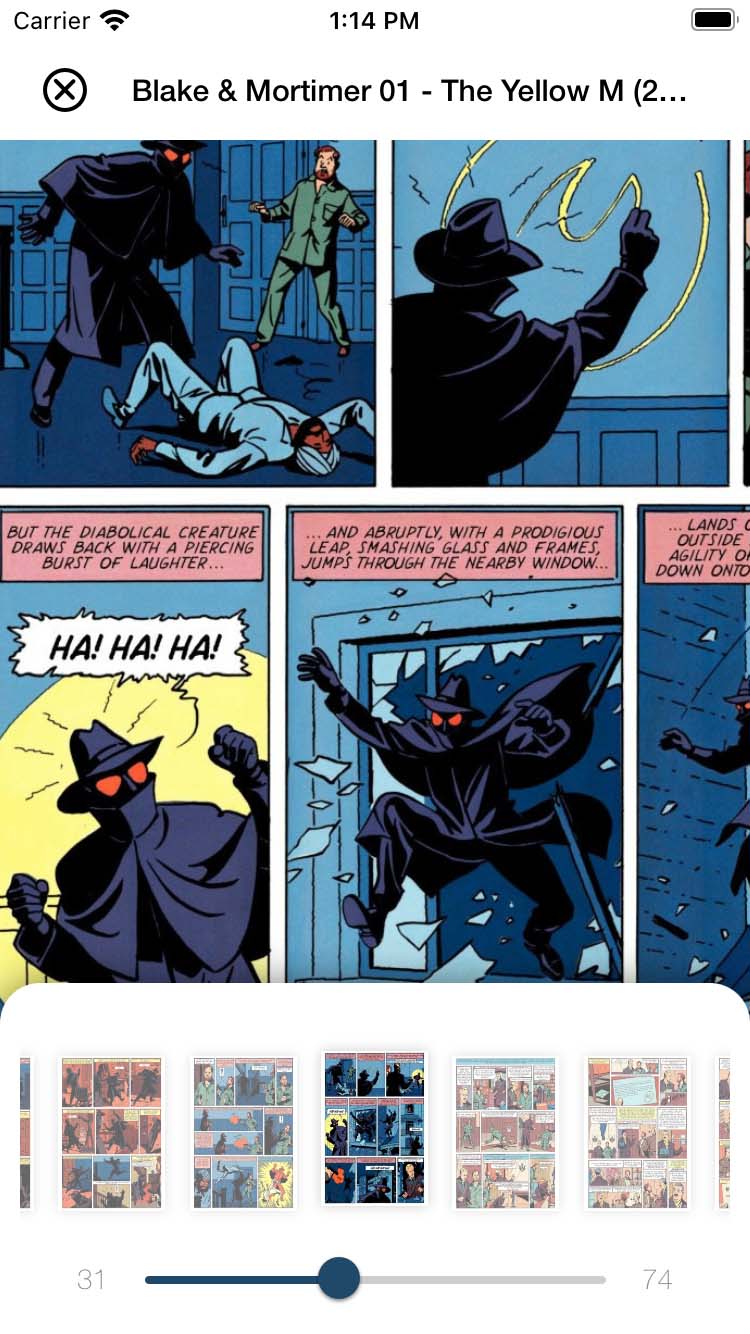 Carrier 1:14 PM
Blake & Mortimer 01 - The Yellow M (2...
BUT THE DIABOLICAL CREATURE
DRAWS BACK WITH A PIERCING
BURST OF LAUGHTER...
... AND ABRUPTLY, WITH A PRODIGIOUS
LEAP, SMASHING GLASS AND FRAMES,
JUMPS THROUGH THE NEARBY WINDOW...
... LANDS
OUTSIDE
AGILITY
DOWN ONTO
HA! HA! HA!
31
74